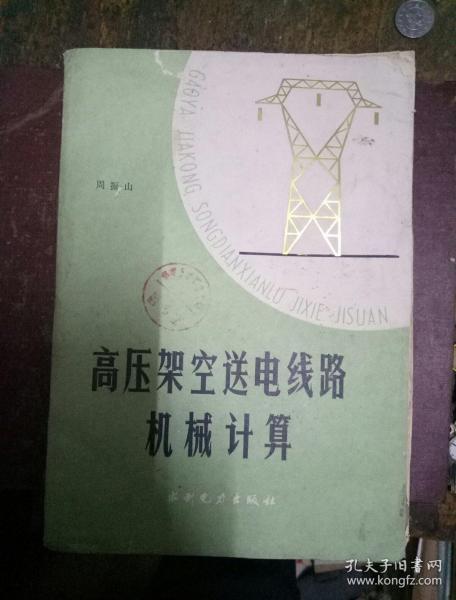 GAOYA JIAKONG SONGDIANXIANLU JIXIE JISUAN
周振山
高压架空送电线路
机械计算
水利电力出版社
孔夫子旧书网
www.kongfz.com